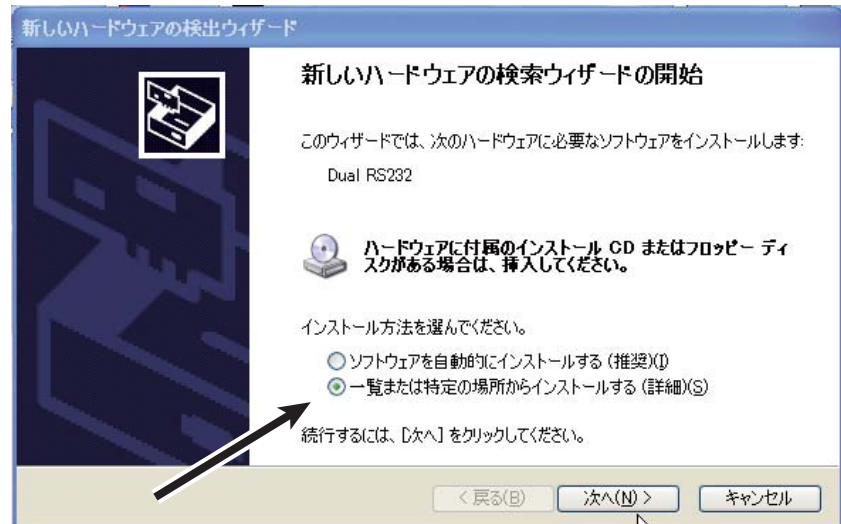 新しいハードウェアの検出ウィザード
新しいハードウェアの検索ウィザードの開始
このウィザードでは、次のハードウェアに必要なソフトウェアをインストールします:
Dual RS232
ハードウェアに付属のインストール CD またはフロッピー ディ
スクがある場合は、挿入してください。
インストール方法を選んでください。
ソフトウェアを自動的にインストールする (推奨)(I)
一覧または特定の場所からインストールする (詳細)(S)
続行するには、[次へ] をクリックしてください。
< 戻る(B) 次へ(N) > キャンセル